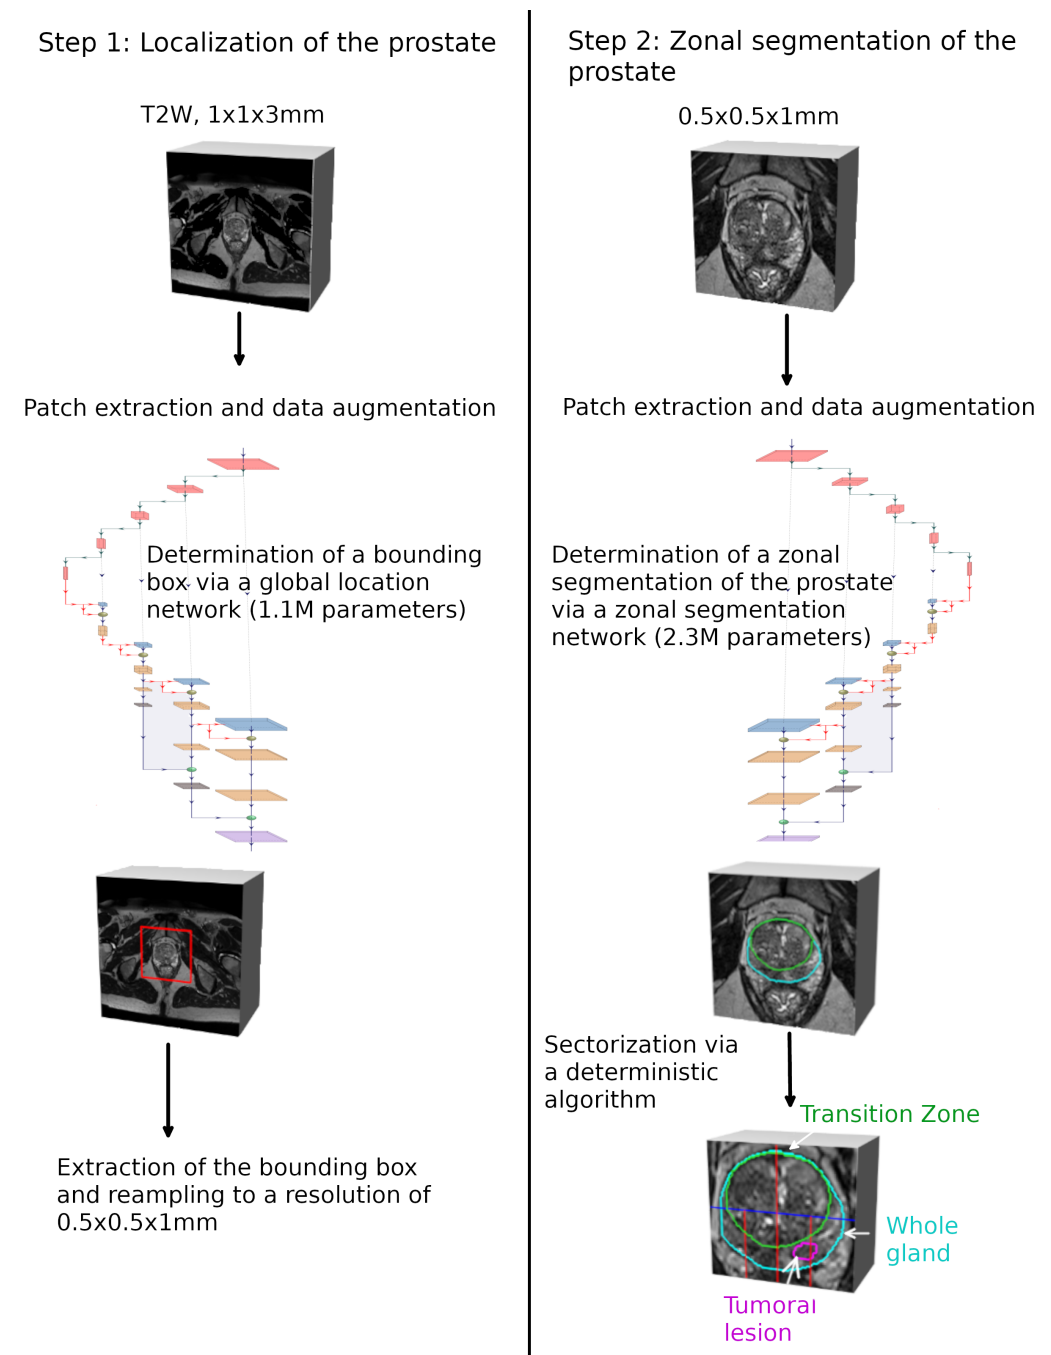 Step 1: Localization of the prostate
T2W, 1x1x3mm
Patch extraction and data augmentation
Determination of a bounding
box via a global location
network (1.1M parameters)
Extraction of the bounding box
and reampling to a resolution of
0.5x0.5x1mm
Step 2: Zonal segmentation of the
prostate
0.5x0.5x1mm
Patch extraction and data augmentation
Determination of a zonal
segmentation of the prostate
via a zonal segmentation
network (2.3M parameters)
Sectorization via
a deterministic
algorithm
Transition Zone
Whole
gland
Tumoral
lesion